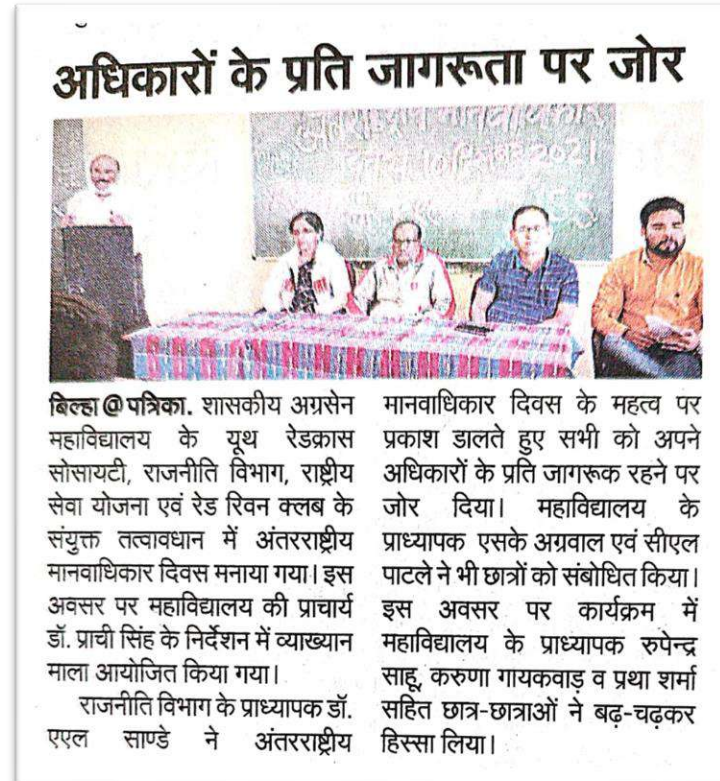 अधिकारों के प्रति जागरूता पर जोर
2021
बिल्हा@पत्रिका. शासकीय अग्रसेन
महाविद्यालय के यूथ रेडक्रास
सोसायटी, राजनीति विभाग, राष्ट्रीय
सेवा योजना एवं रेड रिवन क्लब के
संयुक्त तत्वावधान में अंतरराष्ट्रीय
मानवाधिकार दिवस मनाया गया। इस
अवसर पर महाविद्यालय की प्राचार्य
डॉ. प्राची सिंह के निर्देशन में व्याख्यान
माला आयोजित किया गया।
राजनीति विभाग के प्राध्यापक डॉ.
एएल साण्डे ने अंतरराष्ट्रीय
मानवाधिकार दिवस के महत्व पर
प्रकाश डालते हुए सभी को अपने
अधिकारों के प्रति जागरूक रहने पर
जोर दिया। महाविद्यालय के
प्राध्यापक एसके अग्रवाल एवं सीएल
पाटले ने भी छात्रों को संबोधित किया।
इस अवसर पर कार्यक्रम में
महाविद्यालय के प्राध्यापक रुपेन्द्र
साहू, करुणा गायकवाड़ व प्रथा शर्मा
सहित छात्र-छात्राओं ने बढ़-चढ़कर
हिस्सा लिया।